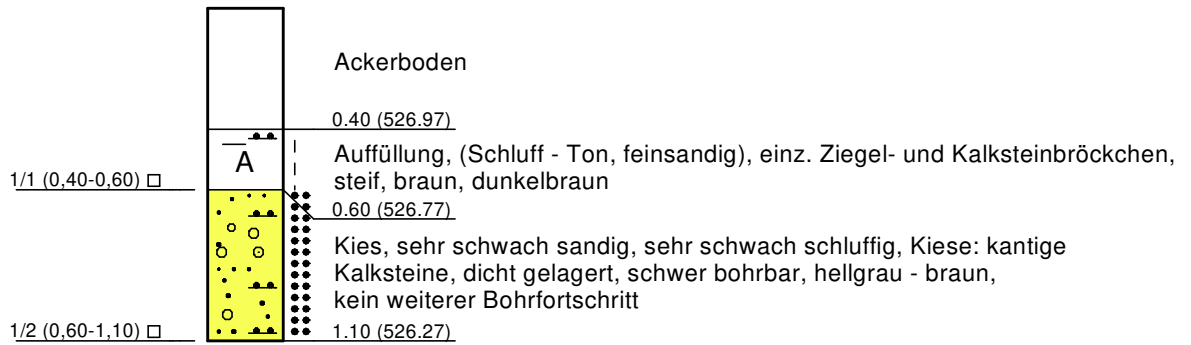 Ackerboden
0.40 (526.97)
A
Auffüllung, (Schluff - Ton, feinsandig), einz. Ziegel- und Kalksteinbröckchen,
steif, braun, dunkelbraun
1/1 (0,40-0,60)
0.60 (526.77)
Kies, sehr schwach sandig, sehr schwach schluffig, Kiese: kantige
Kalksteine, dicht gelagert, schwer bohrbar, hellgrau - braun,
kein weiterer Bohrfortschritt
1/2 (0,60-1,10)
1.10 (526.27)